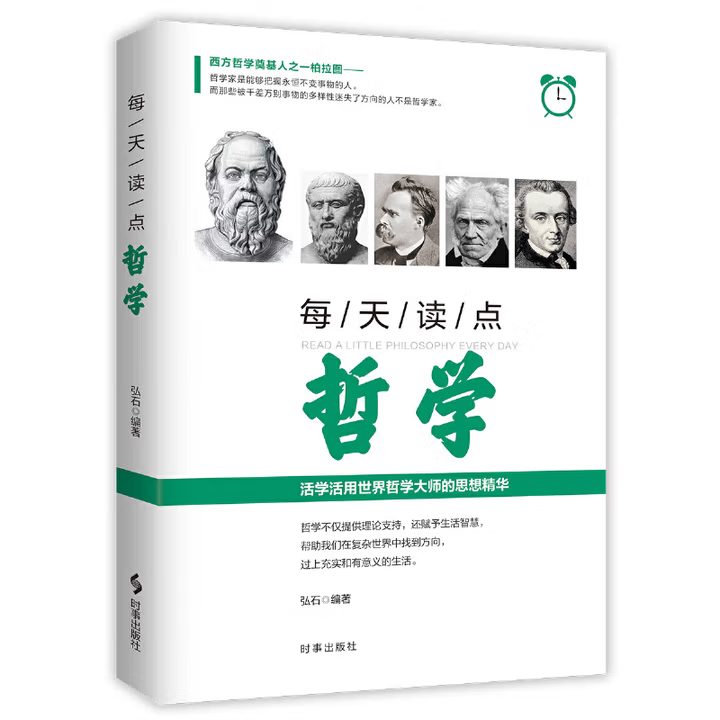 西方哲学奠基人之一柏拉图——
哲学家是能够把握永恒不变事物的人。
而那些被千差万别事物的多样性迷失了方向的人不是哲学家。
每/天/读/点
READ A LITTLE PHILOSOPHY EVERY DAY
哲学
活学活用世界哲学大师的思想精华
哲学不仅提供理论支持，还赋予生活智慧，
帮助我们在复杂世界中找到方向，
过上充实和有意义的生活。
弘石◎编著
时事出版社
每/天/读/点
哲学
弘石◎编著
时事出版社